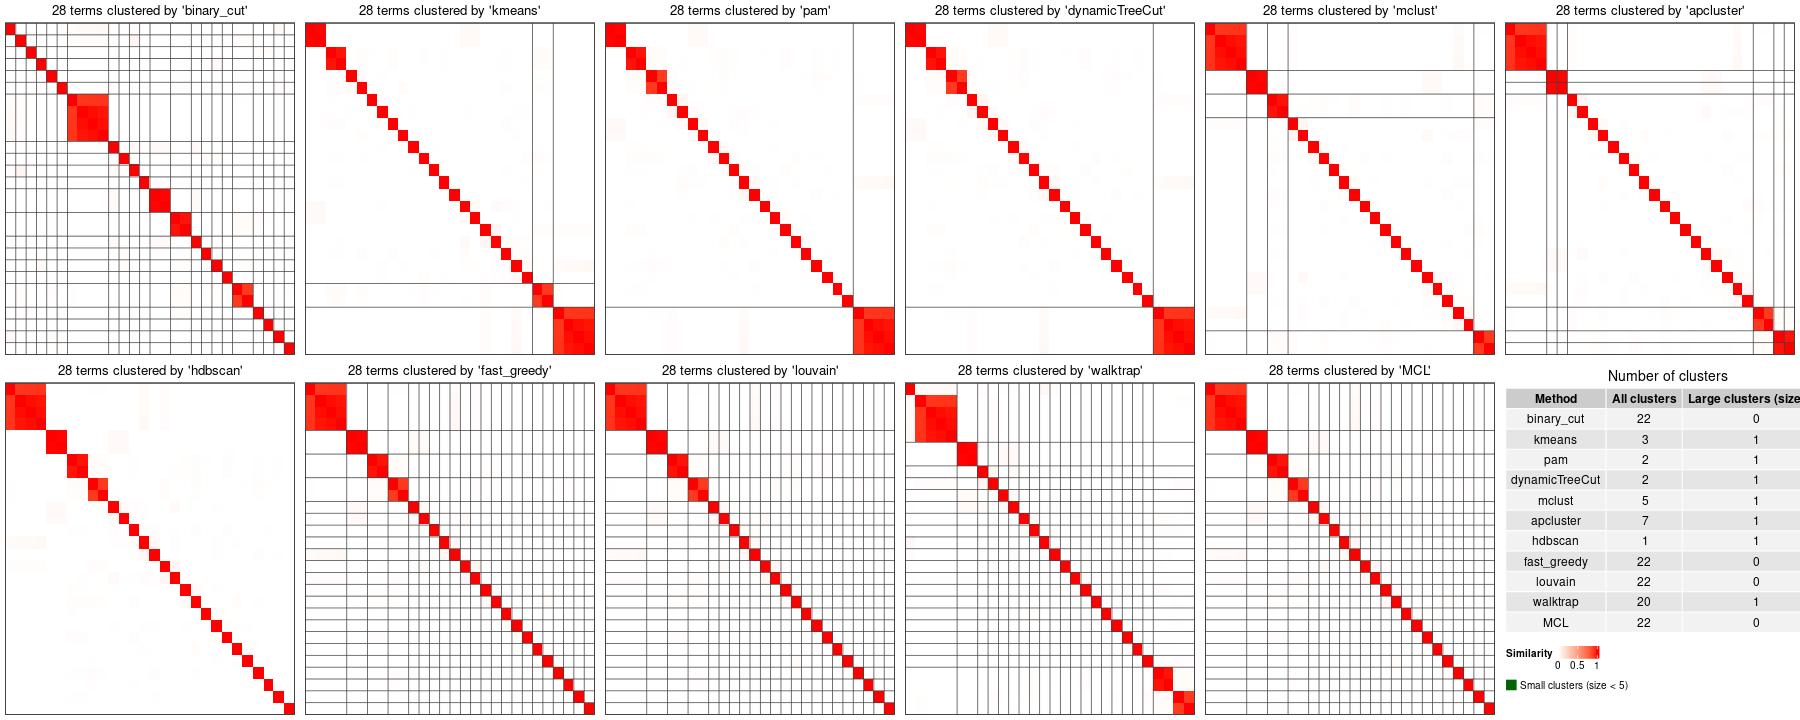 28 terms clustered by 'binary_cut'
28 terms clustered by 'kmeans'
28 terms clustered by 'pam'
28 terms clustered by 'dynamicTreeCut'
28 terms clustered by 'mclust'
28 terms clustered by 'apcluster'
28 terms clustered by 'hdbscan'
28 terms clustered by 'fast_greedy'
28 terms clustered by 'louvain'
28 terms clustered by 'walktrap'
28 terms clustered by 'MCL'
Number of clusters
Method All clusters Large clusters (size
binary_cut 22 0
kmeans 3 1
pam 2 1
dynamicTreeCut 2 1
mclust 5 1
apcluster 7 1
hdbscan 1 1
fast_greedy 22 0
louvain 22 0
walktrap 20 1
MCL 22 0
Similarity
0 0.5 1
Small clusters (size < 5)